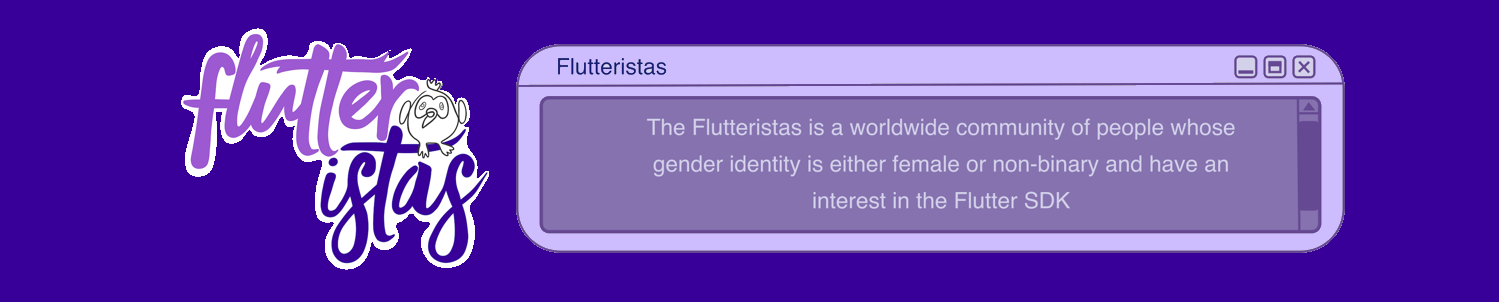 flutter
istas
Flutteristas
The Flutteristas is a worldwide community of people whose
gender identity is either female or non-binary and have an
interest in the Flutter SDK